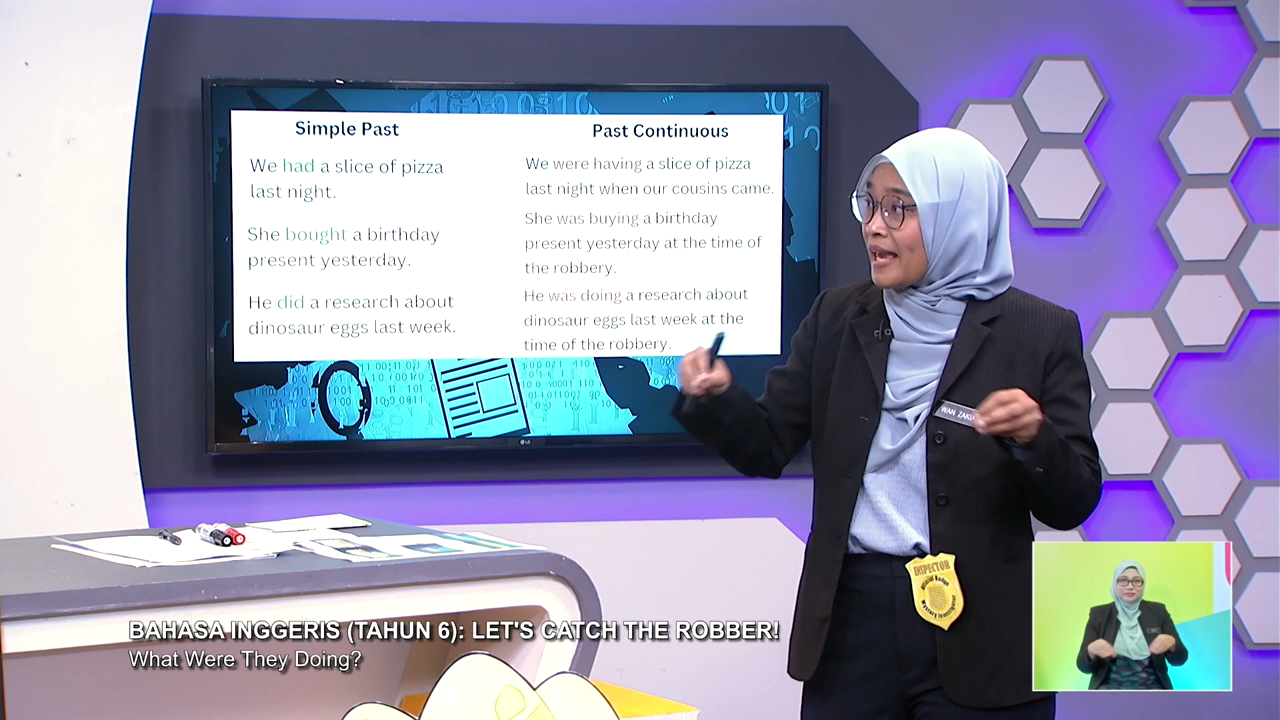 Simple Past
We had a slice of pizza
last night.
She bought a birthday
present yesterday.
He did a research about
dinosaur eggs last week.
Past Continuous
We were having a slice of pizza
last night when our cousins came.
She was buying a birthday
present yesterday at the time of
the robbery.
He was doing a research about
dinosaur eggs last week at the
time of the robbery.
LG
WAN ZAKIA
INSPECTOR
BAHASA INGGERIS (TAHUN 6): LET'S CATCH THE ROBBER!
What Were They Doing?